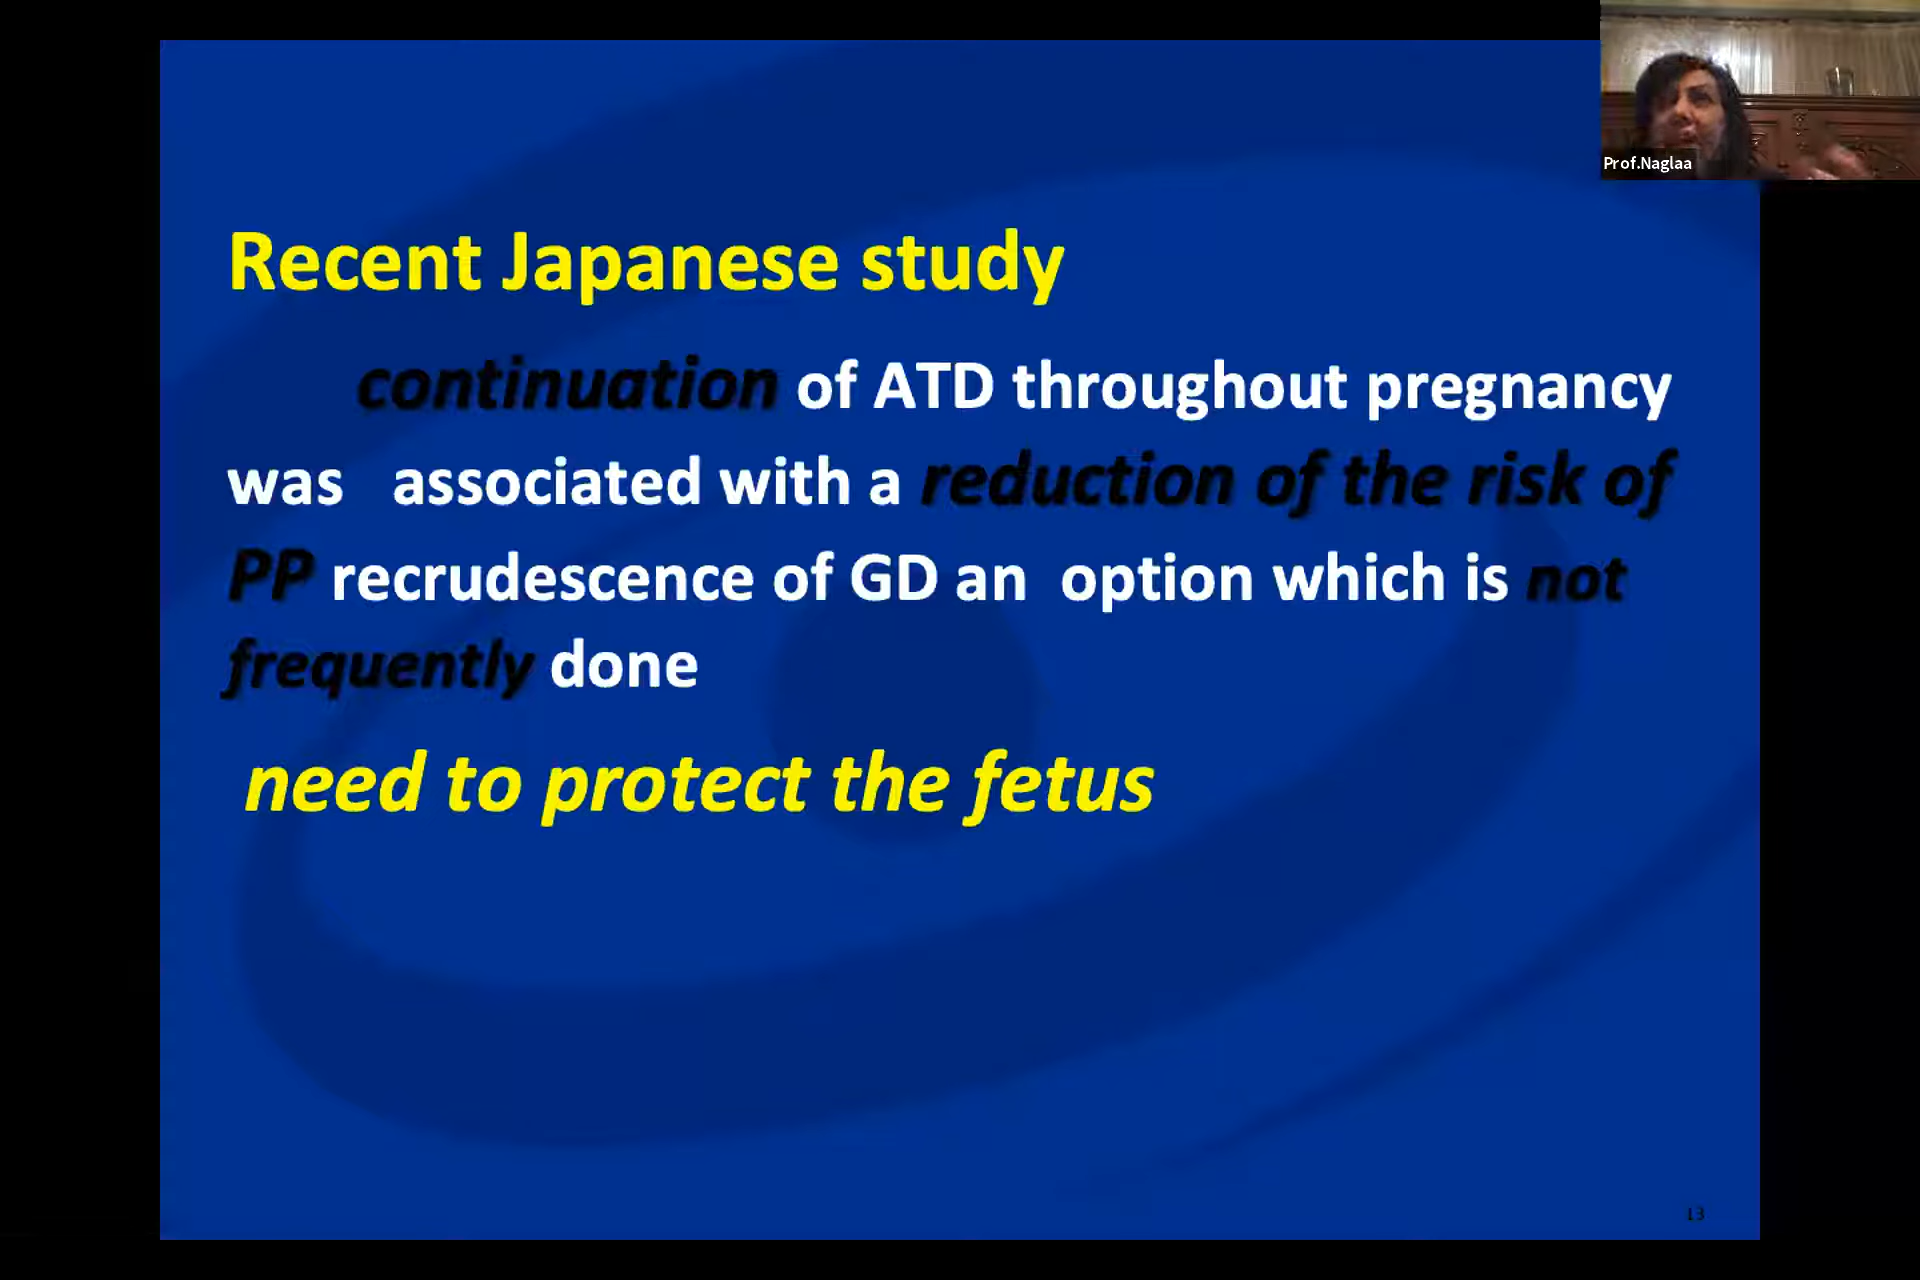 Prof.Naglaa
Recent Japanese study
continuation of ATD throughout pregnancy
was associated with a reduction of the risk of
PP recrudescence of GD an option which is not
frequently done
need to protect the fetus
13